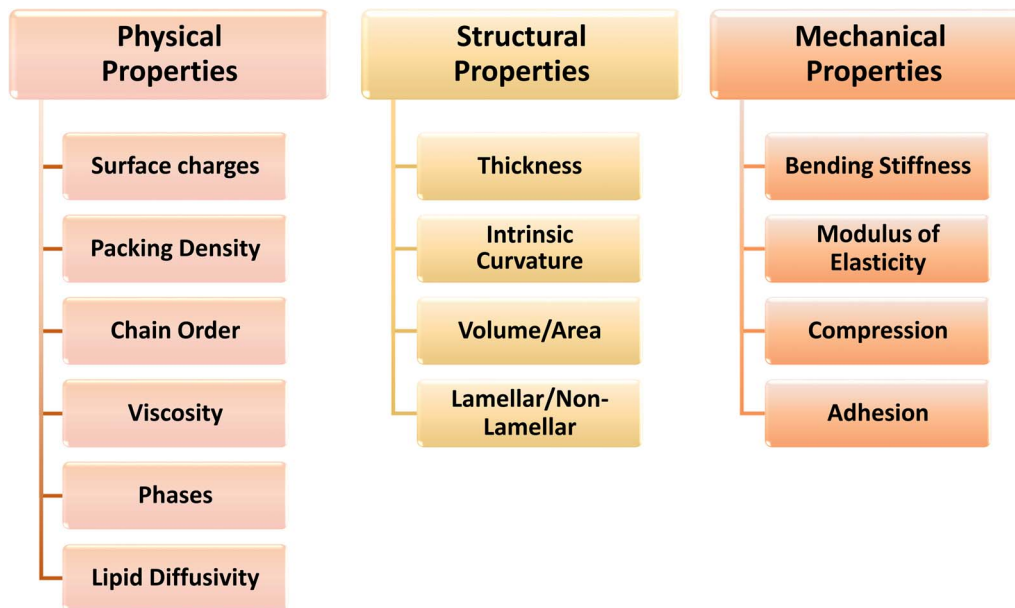 Physical
Properties
Surface charges
Packing Density
Chain Order
Viscosity
Phases
Lipid Diffusivity
Structural
Properties
Thickness
Intrinsic
Curvature
Volume/Area
Lamellar/Non-
Lamellar
Mechanical
Properties
Bending Stiffness
Modulus of
Elasticity
Compression
Adhesion